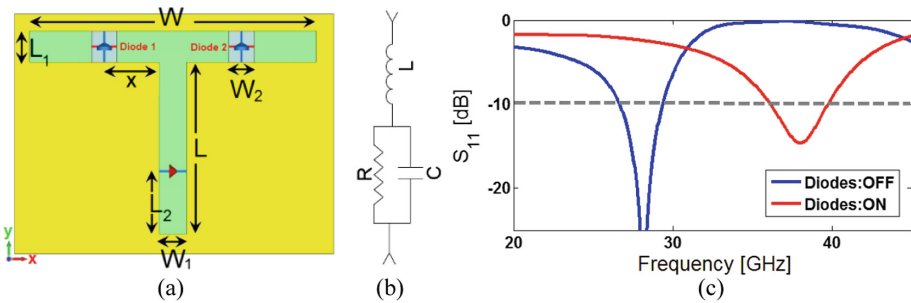 W
L1
Diode 1
Diode 2
x
W2
L
L2
W1
y
x
(a)
L
R
C
(b)
S11 [dB]
0
-10
-20
20
30
40
Frequency [GHz]
Diodes:OFF
Diodes:ON
(c)